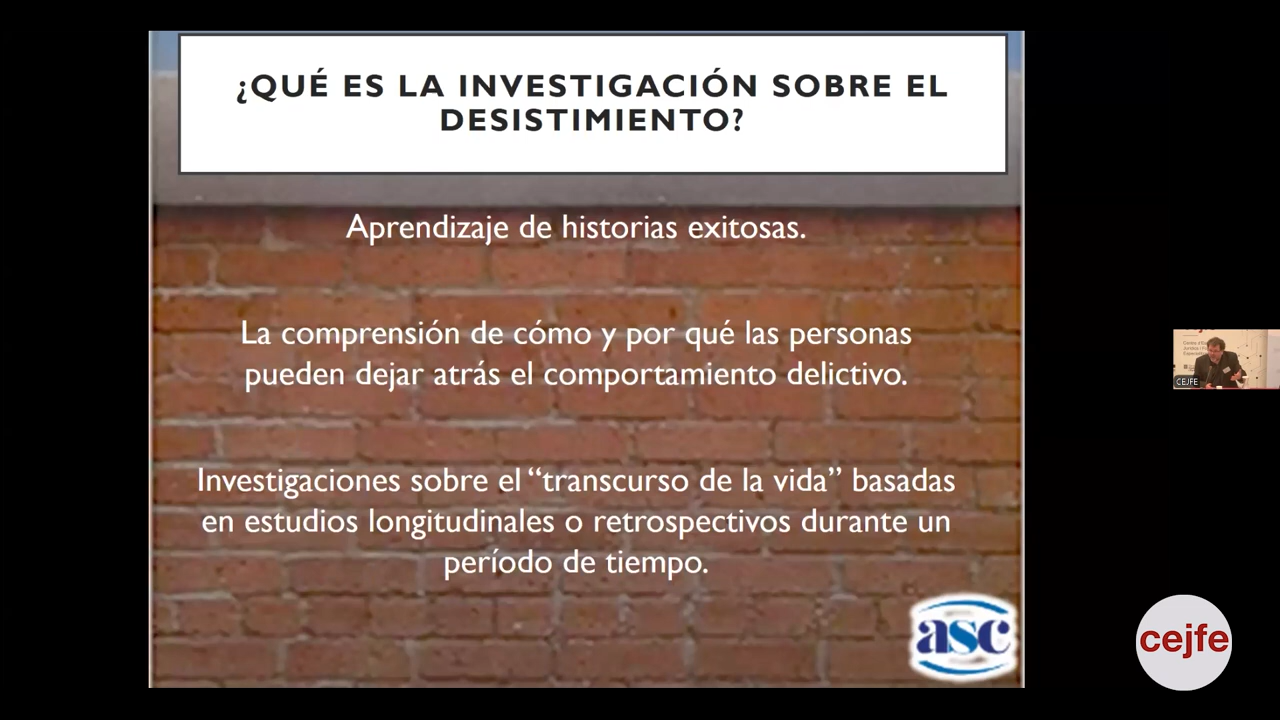 ¿QUÉ ES LA INVESTIGACIÓN SOBRE EL
DESISTIMIENTO?
Aprendizaje de historias exitosas.
La comprensión de cómo y por qué las personas
pueden dejar atrás el comportamiento delictivo.
Investigaciones sobre el “transcurso de la vida” basadas
en estudios longitudinales o retrospectivos durante un
período de tiempo.
asc
CEJFE
cejfe